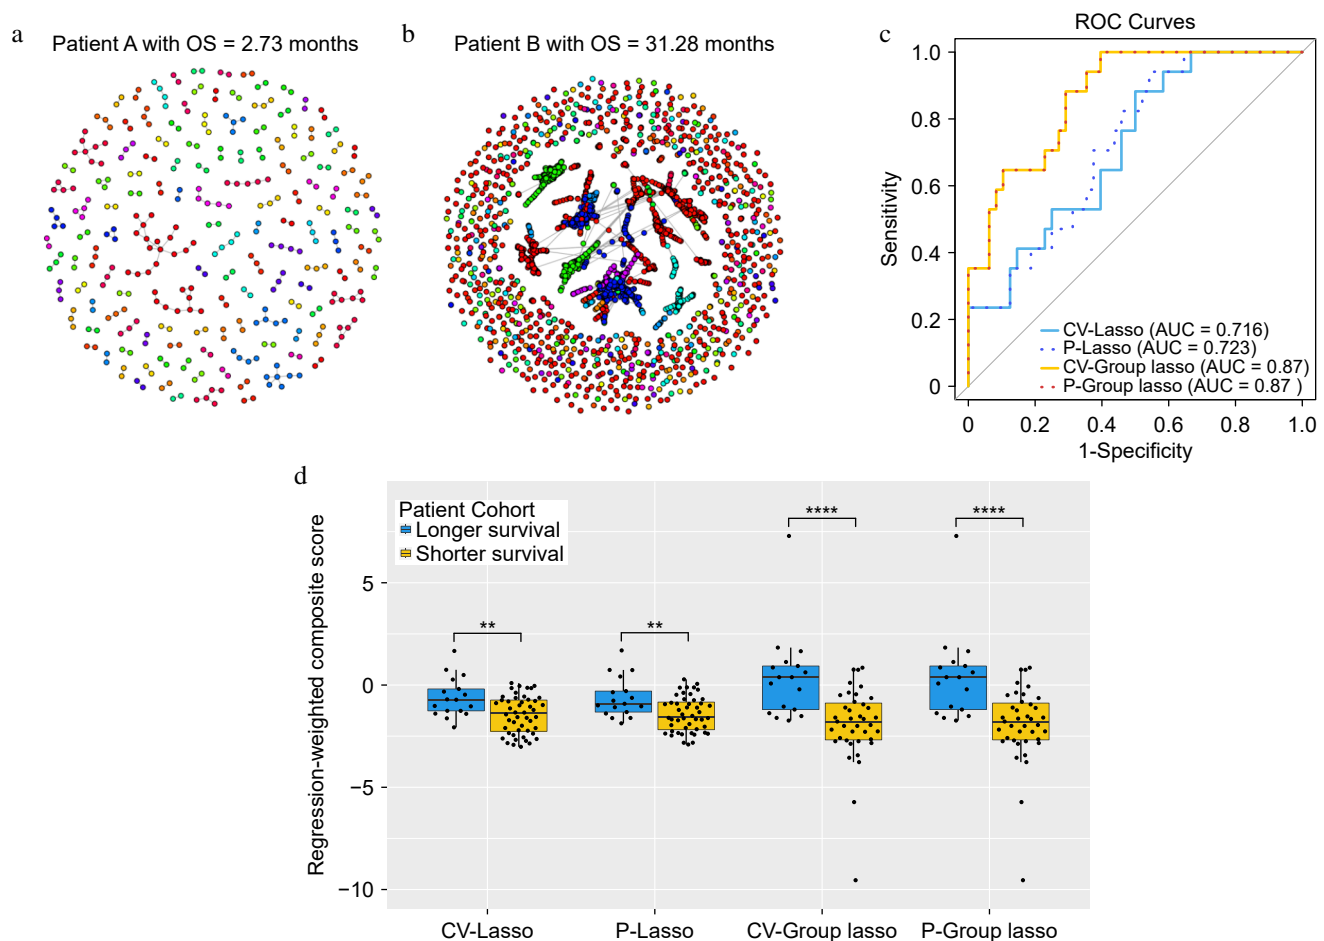 a
Patient A with OS = 2.73 months
b
Patient B with OS = 31.28 months
c
ROC Curves
Sensitivity
1.0
0.8
0.6
0.4
0.2
0
CV-Lasso (AUC = 0.716)
P-Lasso (AUC = 0.723)
CV-Group lasso (AUC = 0.87)
P-Group lasso (AUC = 0.87 )
0 0.2 0.4 0.6 0.8 1.0
1-Specificity
d
Regression-weighted composite score
Patient Cohort
Longer survival
Shorter survival
**** ****
** **
5
0
−5
−10
CV-Lasso P-Lasso CV-Group lasso P-Group lasso